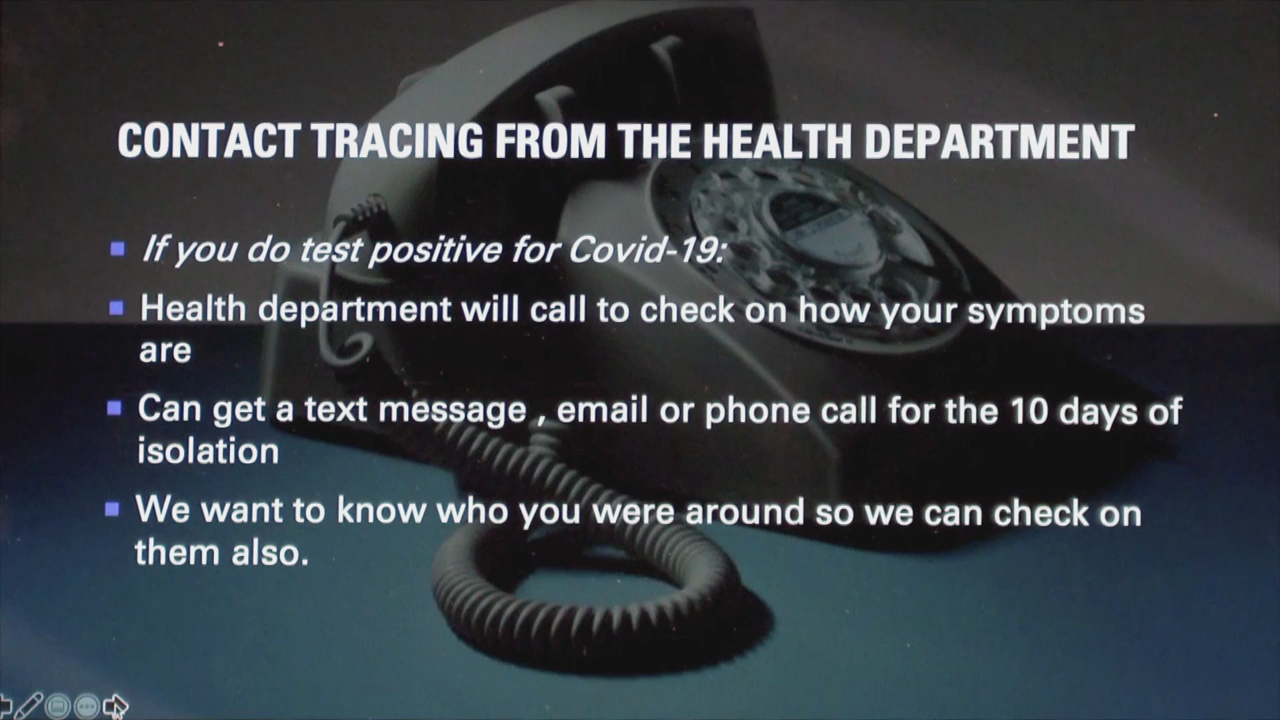 CONTACT TRACING FROM THE HEALTH DEPARTMENT
If you do test positive for Covid-19:
Health department will call to check on how your symptoms
are
Can get a text message , email or phone call for the 10 days of
isolation
We want to know who you were around so we can check on
them also.